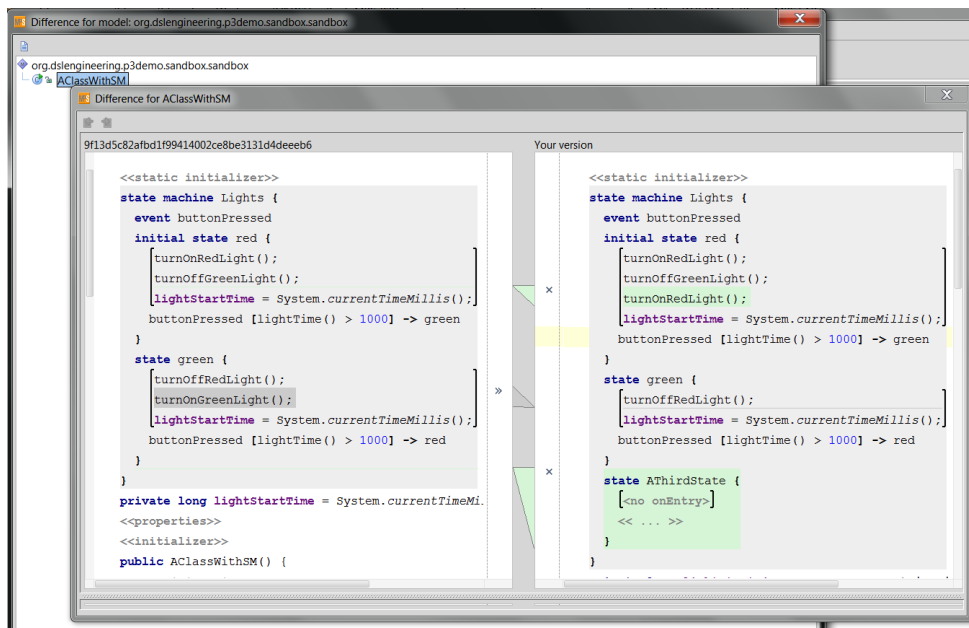 Difference for model: org.dslengineering.p3demo.sandbox.sandbox
org.dslengineering.p3demo.sandbox.sandbox
AClassWithSM
Difference for AClassWithSM
9f13d5c82afbd1f99414002ce8be3131d4deeeb6
<<static initializer>>
state machine Lights {
event buttonPressed
initial state red {
turnOnRedLight();
turnOffGreenLight();
lightStartTime = System.currentTimeMillis();
buttonPressed [lightTime() > 1000] -> green
}
state green {
turnOffRedLight();
turnOnGreenLight();
lightStartTime = System.currentTimeMillis();
buttonPressed [lightTime() > 1000] -> red
}
}
private long lightStartTime = System.currentTimeMi
<<properties>>
<<initializer>>
public AClassWithSM() {
»
Your version
<<static initializer>>
state machine Lights {
event buttonPressed
initial state red {
turnOnRedLight();
turnOffGreenLight();
turnOnRedLight();
lightStartTime = System.currentTimeMillis();
buttonPressed [lightTime() > 1000] -> green
}
state green {
turnOffRedLight();
lightStartTime = System.currentTimeMillis();
buttonPressed [lightTime() > 1000] -> red
}
state AThirdState {
[<no onEntry>]
<< ... >>
}
}